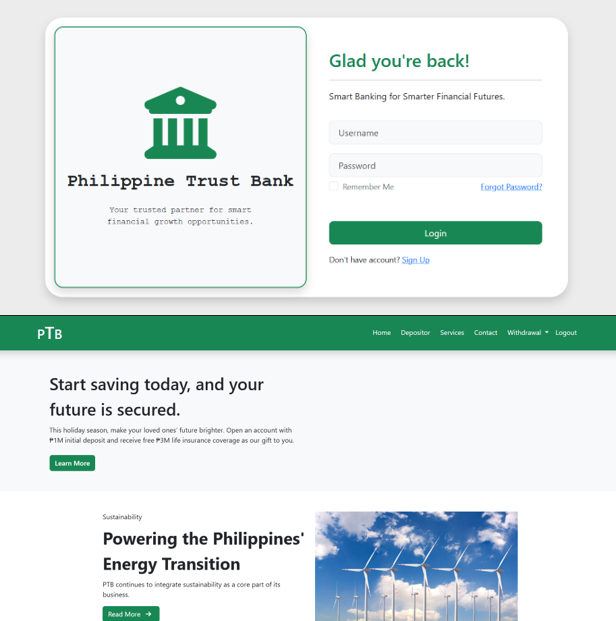 Glad you're back!
Smart Banking for Smarter Financial Futures.
Username
Password
Remember Me
Forgot Password?
Login
Don't have account? Sign Up
Philippine Trust Bank
Your trusted partner for smart
financial growth opportunities.
PTB
Home
Depositor
Services
Contact
Withdrawal
Logout
Start saving today, and your
future is secured.
This holiday season, make your loved ones' future brighter. Open an account with
₱1M initial deposit and receive free ₱3M life insurance coverage as our gift to you.
Learn More
Sustainability
Powering the Philippines'
Energy Transition
PTB continues to integrate sustainability as a core part of its
business.
Read More →